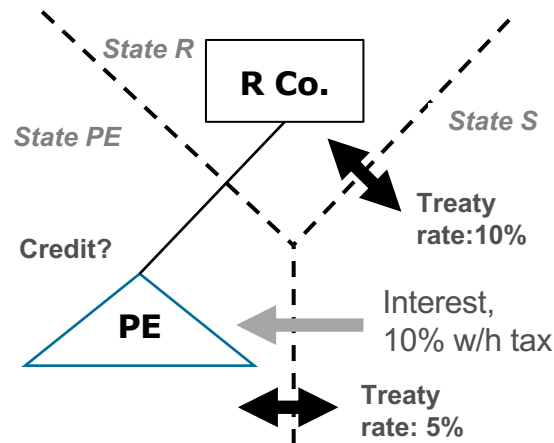 State R
R Co.
State PE
State S
Treaty
rate:10%
Credit?
PE
Interest,
10% w/h tax
Treaty
rate: 5%